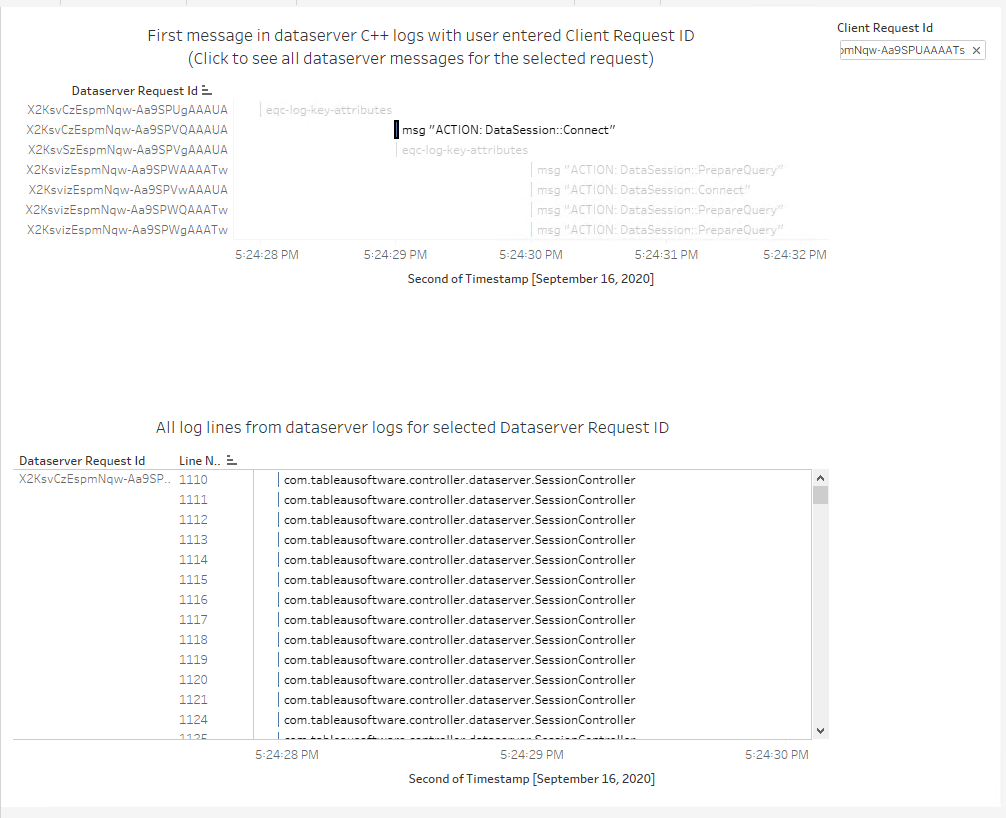 First message in dataserver C++ logs with user entered Client Request ID
(Click to see all dataserver messages for the selected request)
Client Request Id
pmNqw-Aa9SPUAAAATs ×
Dataserver Request Id
X2KsvCzEspmNqw-Aa9SPUgAAAUA eqc-log-key-attributes
X2KsvCzEspmNqw-Aa9SPVQAAAUA msg "ACTION: DataSession::Connect"
X2KsvSzEspmNqw-Aa9SPVgAAAUA eqc-log-key-attributes
X2KsvizEspmNqw-Aa9SPWAAAATw msg "ACTION: DataSession::PrepareQuery"
X2KsvizEspmNqw-Aa9SPVwAAAUA msg "ACTION: DataSession::Connect"
X2KsvizEspmNqw-Aa9SPWQAAATw msg "ACTION: DataSession::PrepareQuery"
X2KsvizEspmNqw-Aa9SPWgAAATw msg "ACTION: DataSession::PrepareQuery"
5:24:28 PM 5:24:29 PM 5:24:30 PM 5:24:31 PM 5:24:32 PM
Second of Timestamp [September 16, 2020]
All log lines from dataserver logs for selected Dataserver Request ID
Dataserver Request Id Line N..
X2KsvCzEspmNqw-Aa9SP.. 1110 com.tableausoftware.controller.dataserver.SessionController
1111 com.tableausoftware.controller.dataserver.SessionController
1112 com.tableausoftware.controller.dataserver.SessionController
1113 com.tableausoftware.controller.dataserver.SessionController
1114 com.tableausoftware.controller.dataserver.SessionController
1115 com.tableausoftware.controller.dataserver.SessionController
1116 com.tableausoftware.controller.dataserver.SessionController
1117 com.tableausoftware.controller.dataserver.SessionController
1118 com.tableausoftware.controller.dataserver.SessionController
1119 com.tableausoftware.controller.dataserver.SessionController
1120 com.tableausoftware.controller.dataserver.SessionController
1121 com.tableausoftware.controller.dataserver.SessionController
1124 com.tableausoftware.controller.dataserver.SessionController
1125 com.tableausoftware.controller.dataserver.SessionController
5:24:28 PM 5:24:29 PM 5:24:30 PM
Second of Timestamp [September 16, 2020]